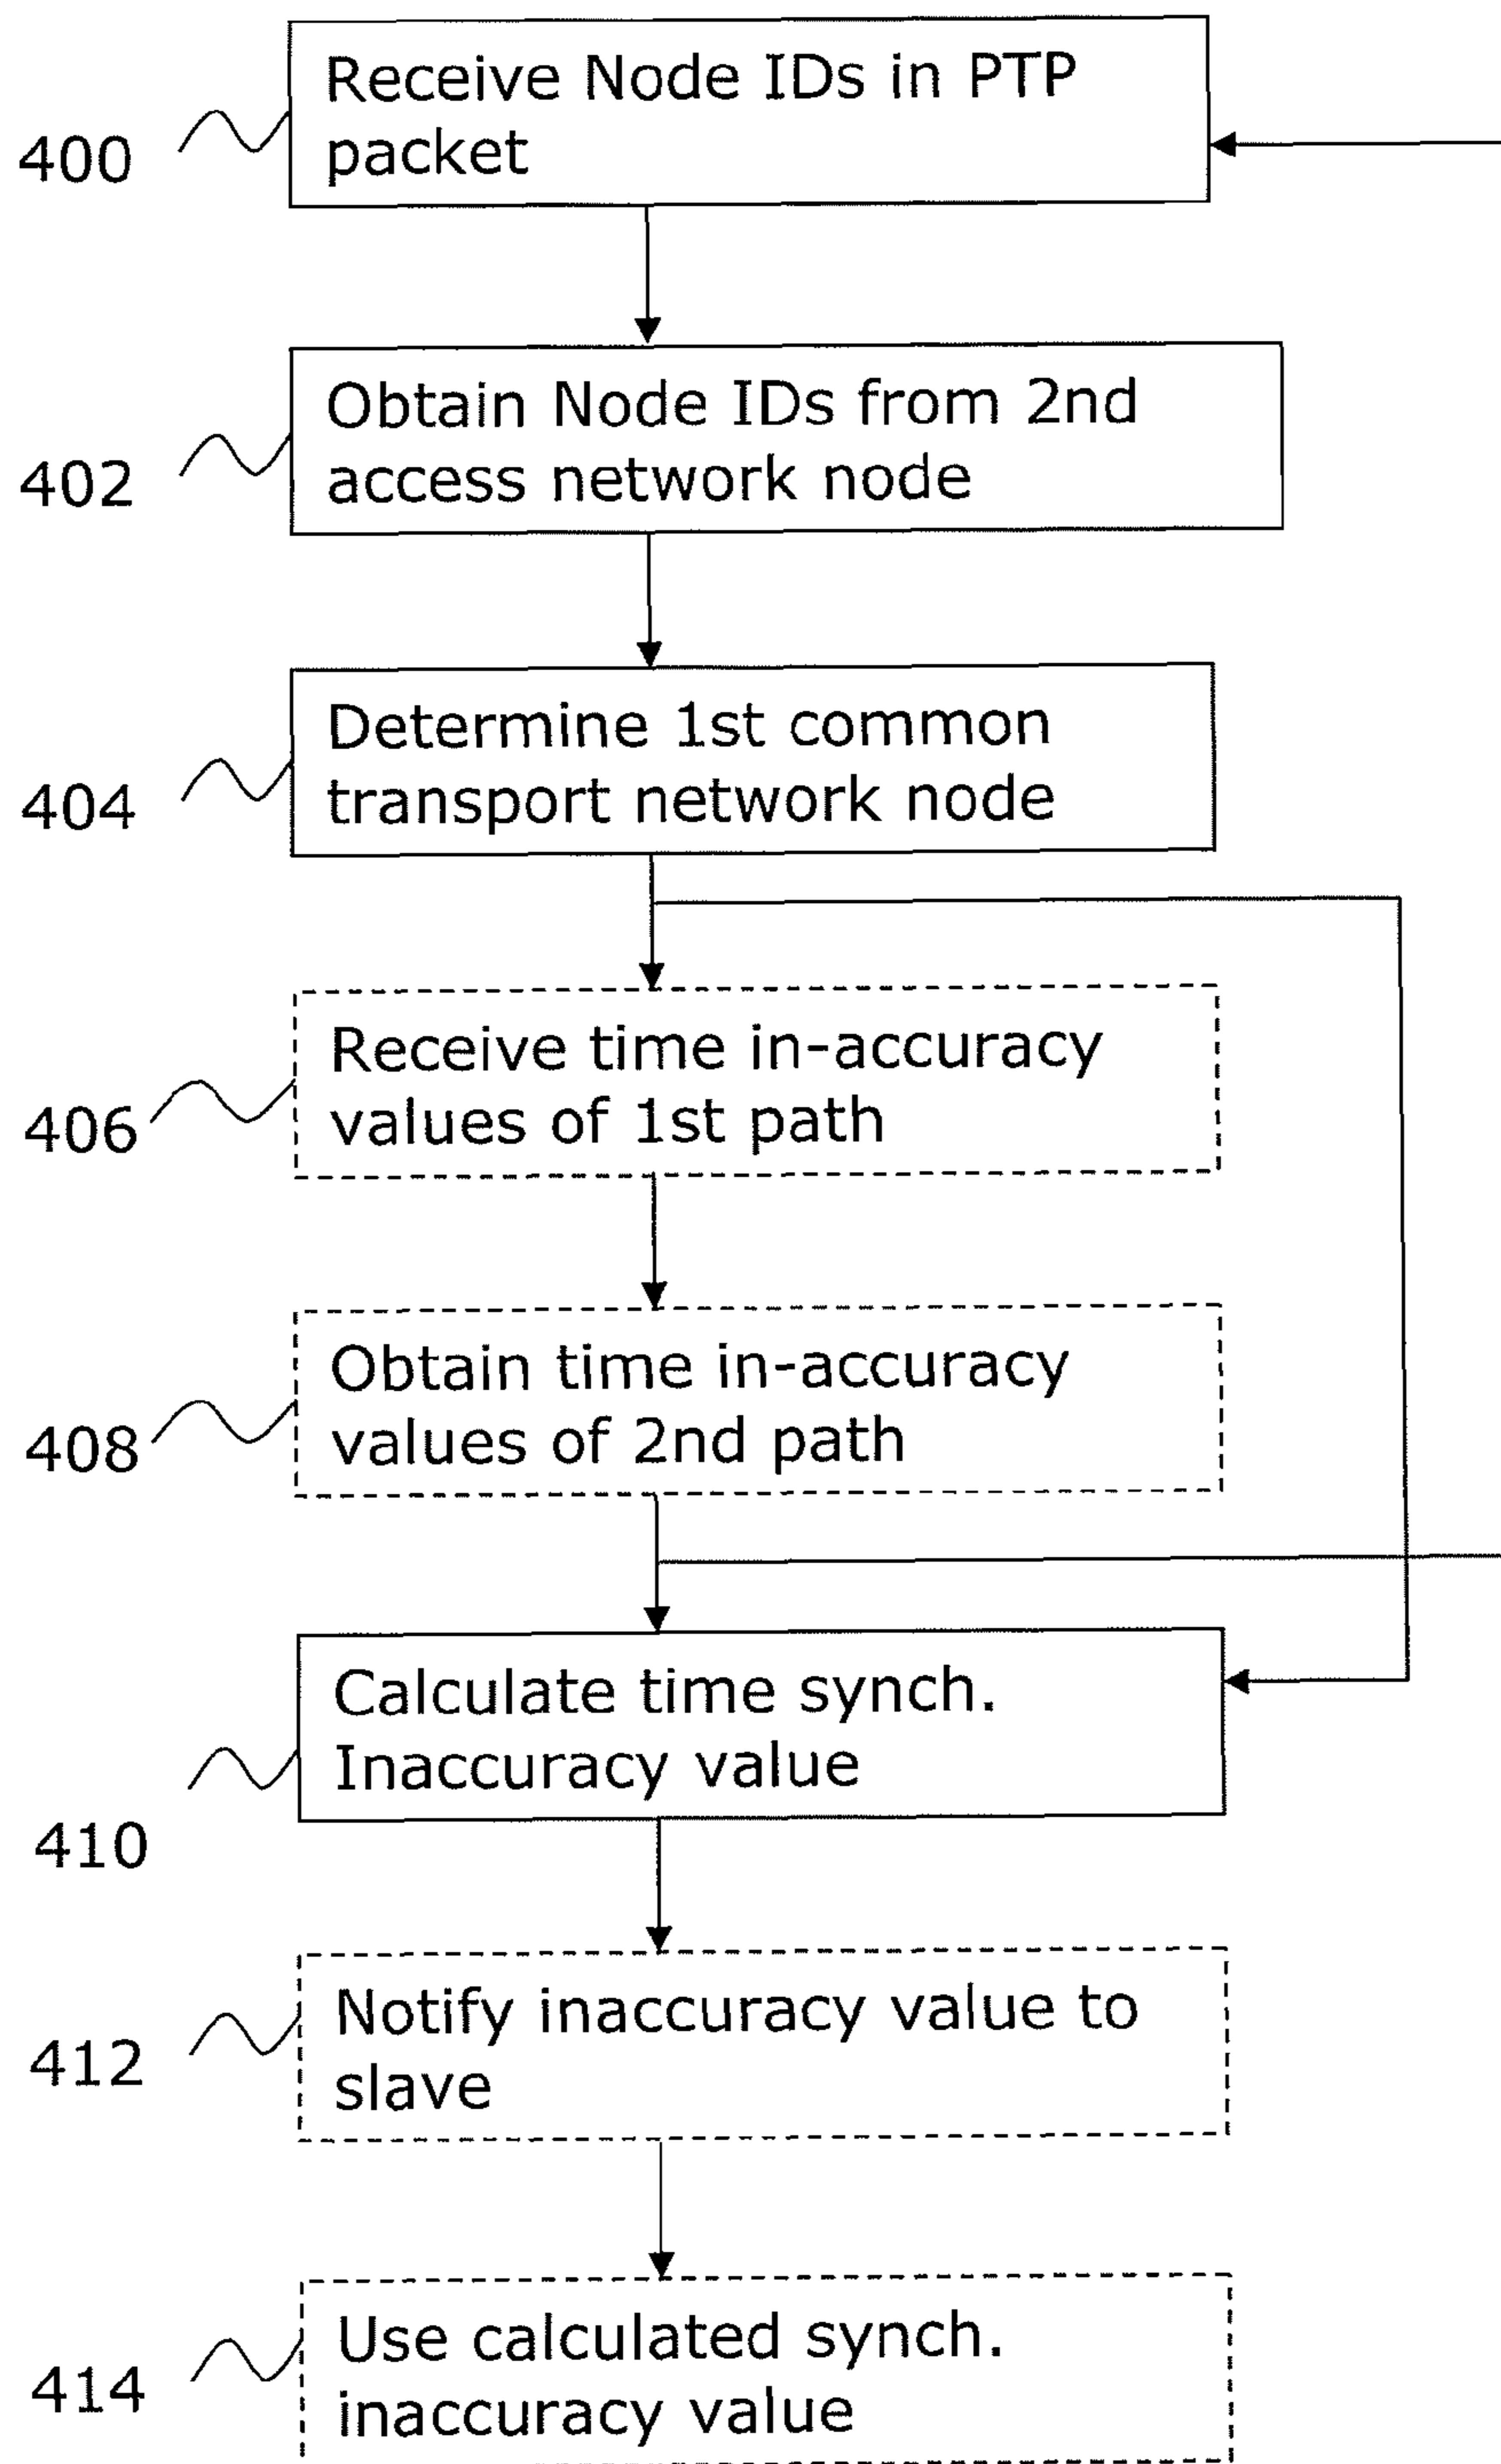 Receive Node IDs in PTP
packet
400
Obtain Node IDs from 2nd
access network node
402
Determine 1st common
transport network node
404
Receive time in-accuracy
values of 1st path
406
Obtain time in-accuracy
values of 2nd path
408
Calculate time synch.
Inaccuracy value
410
Notify inaccuracy value to
slave
412
Use calculated synch.
inaccuracy value
414